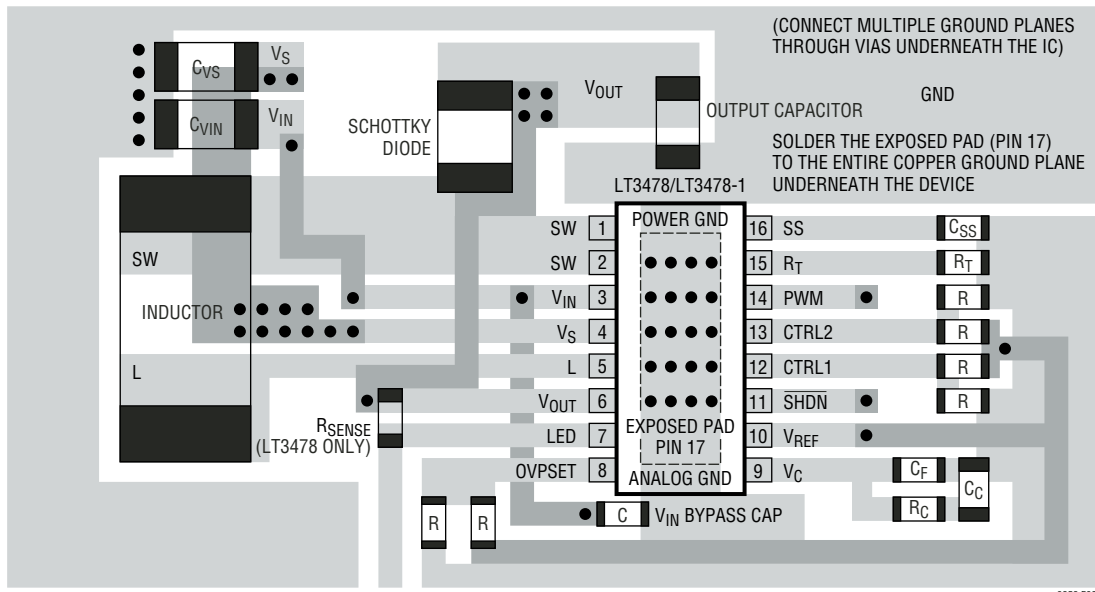 (CONNECT MULTIPLE GROUND PLANES
THROUGH VIAS UNDERNEATH THE IC)
GND
SOLDER THE EXPOSED PAD (PIN 17)
TO THE ENTIRE COPPER GROUND PLANE
UNDERNEATH THE DEVICE
CVS
VS
CVIN
VIN
SCHOTTKY
DIODE
VOUT
OUTPUT CAPACITOR
LT3478/LT3478-1
POWER GND
SW 1
SW 2
VIN 3
VS 4
L 5
VOUT 6
LED 7
OVPSET 8
16 SS
15 RT
14 PWM
13 CTRL2
12 CTRL1
11 SHDN
10 VREF
9 VC
EXPOSED PAD
PIN 17
ANALOG GND
SW
INDUCTOR
L
RSENSE
(LT3478 ONLY)
CSS
RT
R
R
R
R
CF
RC
CC
R
R
C
VIN BYPASS CAP